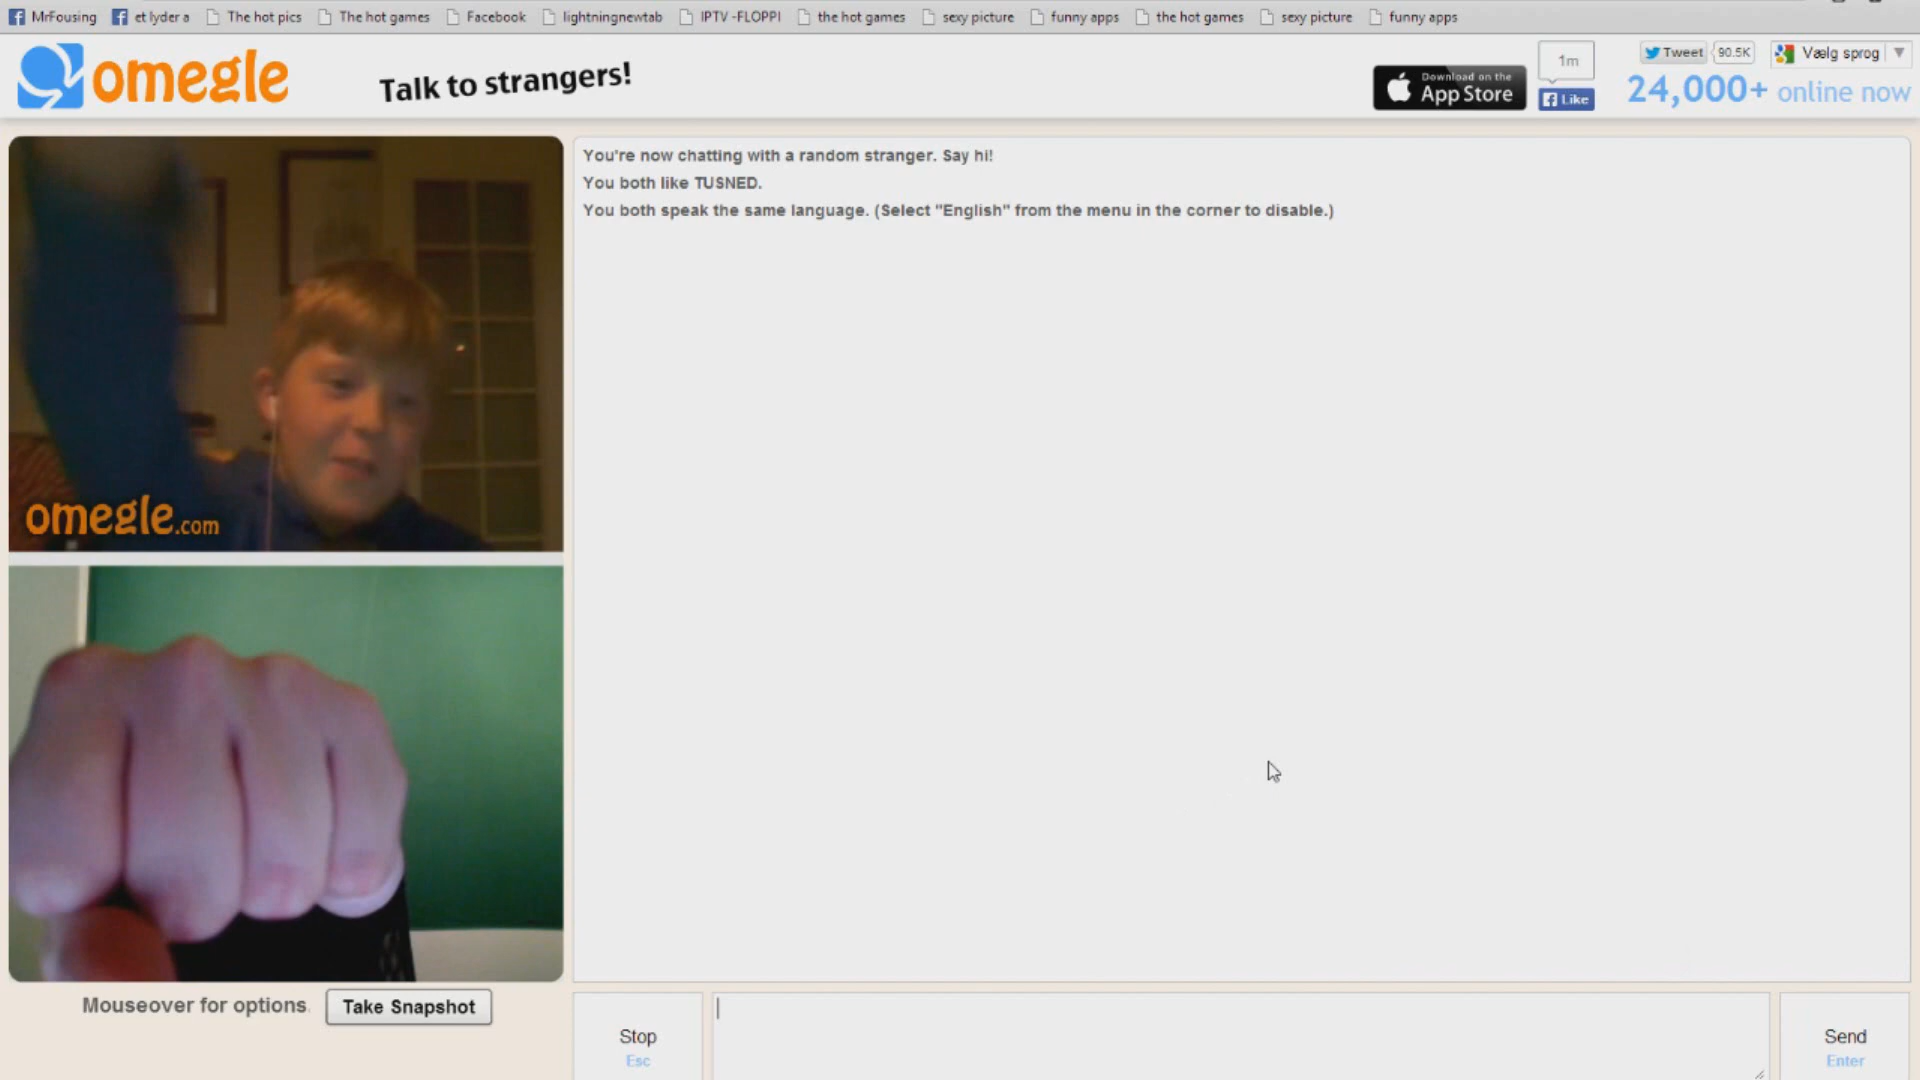 MrFousing et lyder a The hot pics The hot games Facebook lightningnewtab IPTV -FLOPPI the hot games sexy picture funny apps the hot games sexy picture funny apps
omegle Talk to strangers!
Download on the App Store
1m
Like
Tweet 90.5K Vælg sprog
24,000+ online now
omegle.com
You're now chatting with a random stranger. Say hi!
You both like TUSNED.
You both speak the same language. (Select "English" from the menu in the corner to disable.)
Mouseover for options. Take Snapshot
Stop
Esc
Send
Enter